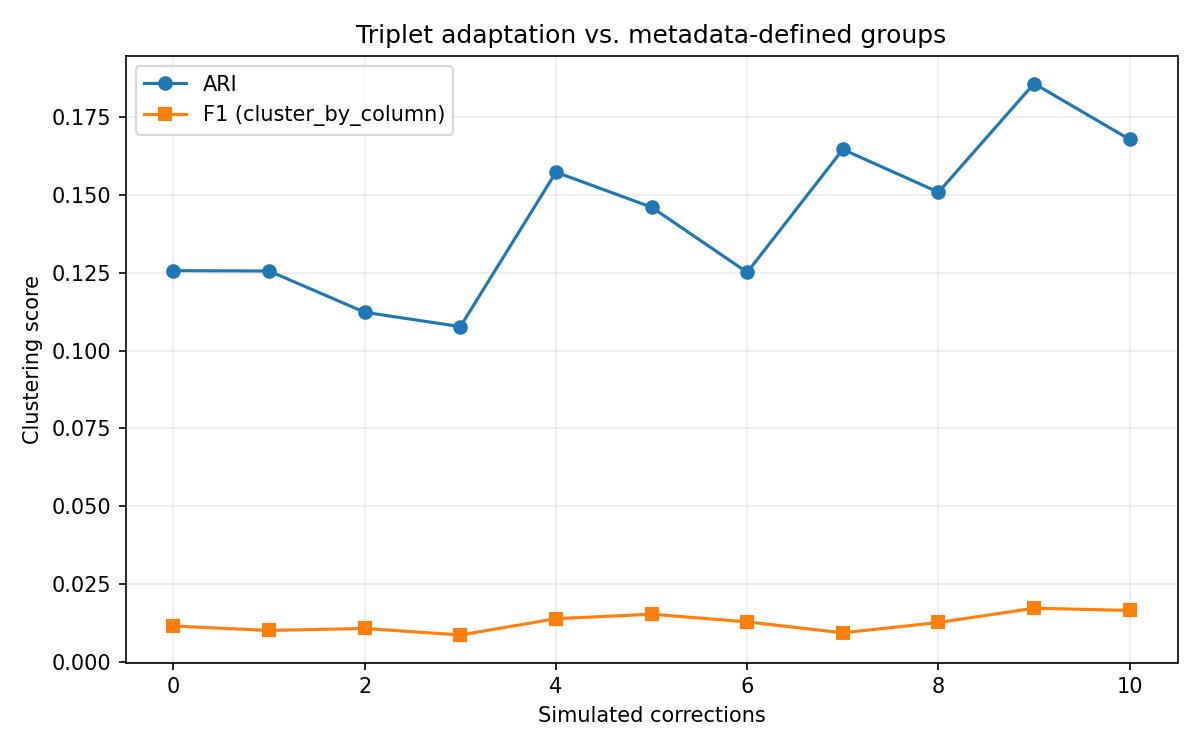 Triplet adaptation vs. metadata-defined groups
ARI
F1 (cluster_by_column)
Clustering score
0.175
0.150
0.125
0.100
0.075
0.050
0.025
0.000
0 2 4 6 8 10
Simulated corrections